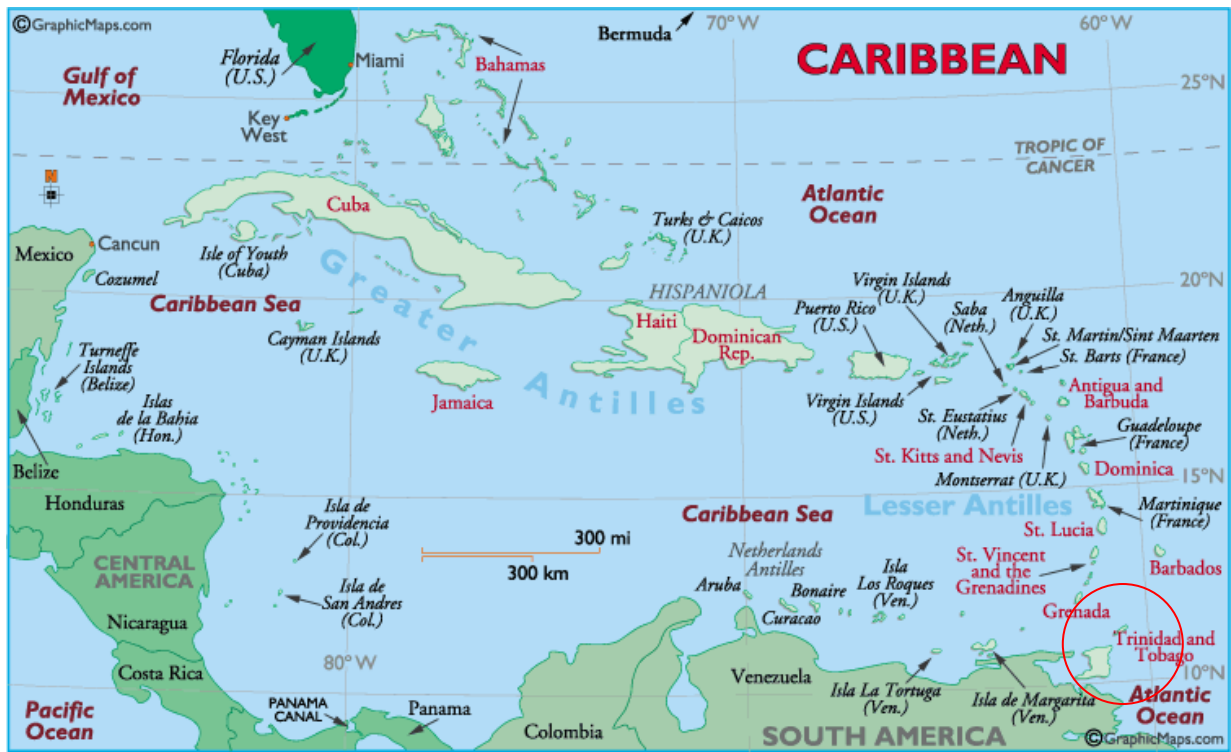 ©GraphicMaps.com
Bermuda
70°W
60°W
Florida
(U.S.)
Miami
Bahamas
CARIBBEAN
Gulf of
Mexico
25°N
Key
West
TROPIC OF
CANCER
N
Atlantic
Ocean
Cuba
Turks & Caicos
(U.K.)
Mexico
Cancun
Isle of Youth
(Cuba)
Cozumel
Greater
Caribbean Sea
20°N
HISPANIOLA
Virgin Islands
(U.K.)
Puerto Rico
(U.S.)
Saba
(Neth.)
Anguilla
(U.K.)
Haiti
Dominican
Rep.
Cayman Islands
(U.K.)
St. Martin/Sint Maarten
St. Barts (France)
Turneffe
Islands
(Belize)
Antilles
Jamaica
Antigua and
Barbuda
Virgin Islands
(U.S.)
St. Eustatius
(Neth.)
Islas
de la Bahia
(Hon.)
Guadeloupe
(France)
St. Kitts and Nevis
Belize
Montserrat (U.K.)
Dominica
15°N
Honduras
Lesser Antilles
Isla de
Providencia
(Col.)
Caribbean Sea
Martinique
(France)
St. Lucia
300 mi
300 km
CENTRAL
AMERICA
Netherlands
Antilles
Isla
Los Roques
(Ven.)
St. Vincent
and the
Grenadines
Barbados
Aruba
Bonaire
Curacao
Isla de
San Andres
(Col.)
Grenada
Nicaragua
Trinidad and
Tobago
Costa Rica
80°W
Venezuela
10°N
Isla La Tortuga
(Ven.)
Isla de Margarita
(Ven.)
Atlantic
Ocean
Pacific
Ocean
PANAMA
CANAL
Panama
Colombia
SOUTH AMERICA
©GraphicMaps.com